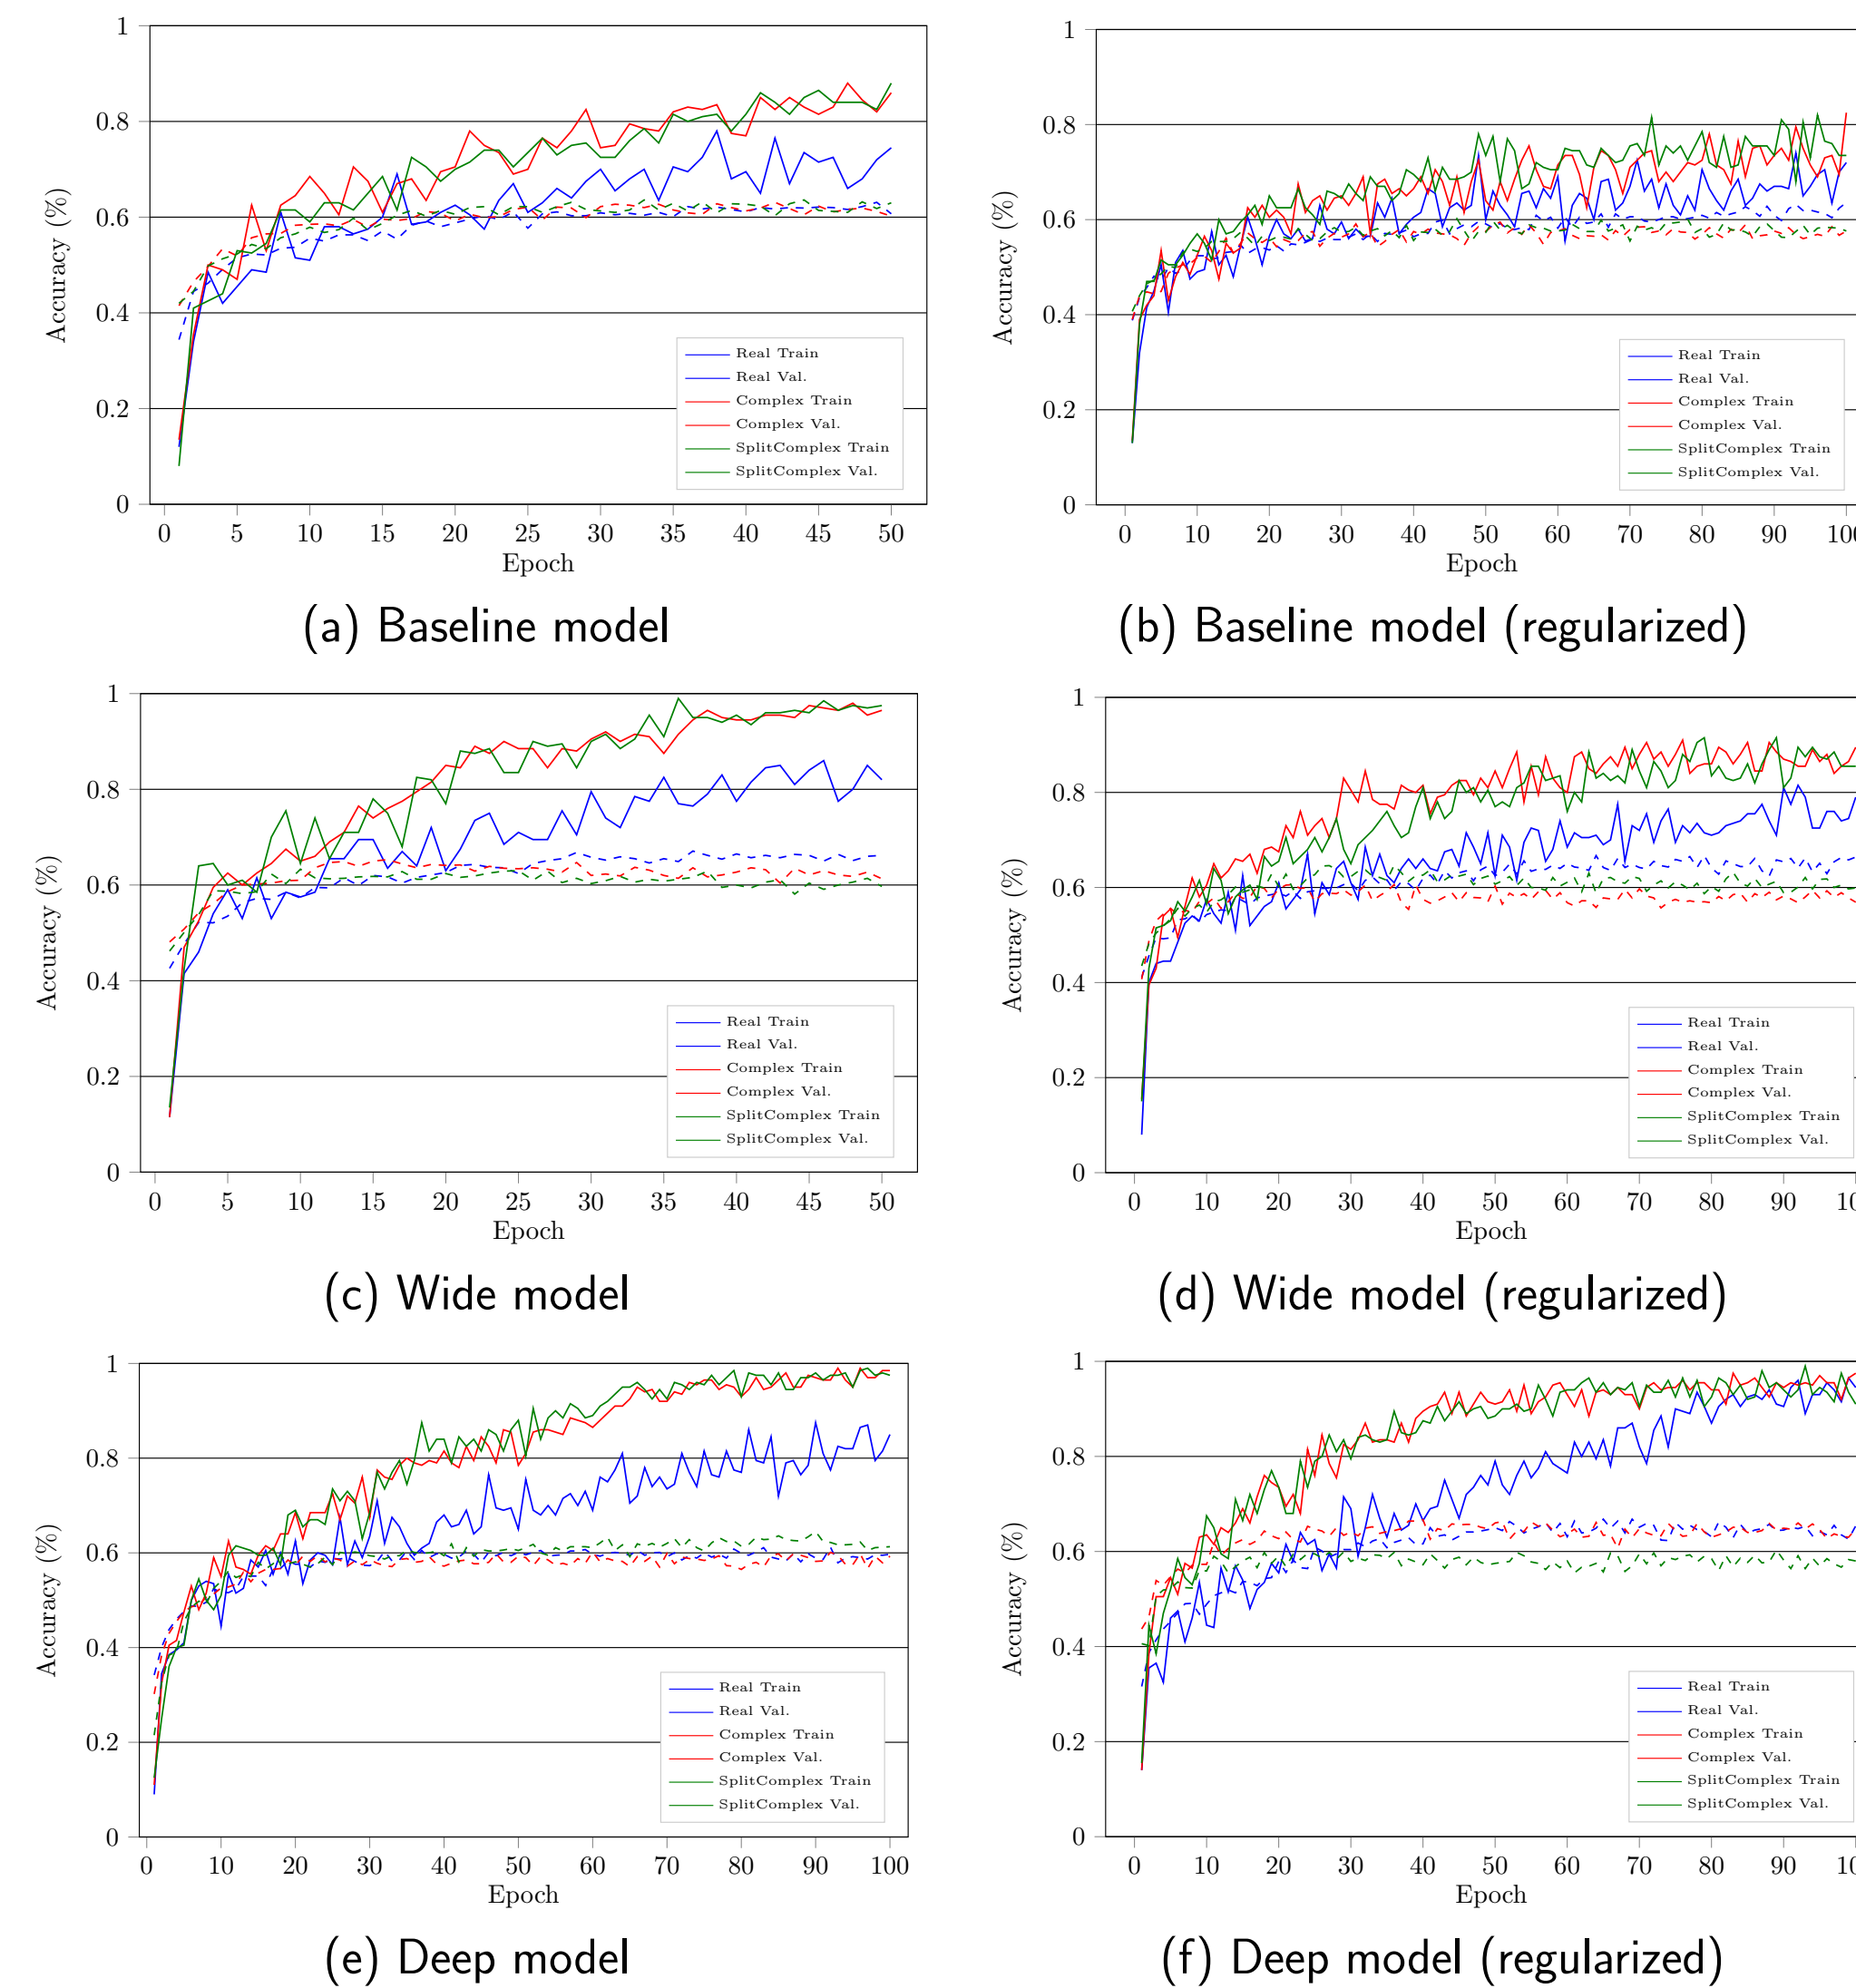 1
0.8
0.6
0.4
0.2
0
Accuracy (%)
Real Train
Real Val.
Complex Train
Complex Val.
SplitComplex Train
SplitComplex Val.
0 5 10 15 20 25 30 35 40 45 50
Epoch
(a) Baseline model
1
0.8
0.6
0.4
0.2
0
Accuracy (%)
Real Train
Real Val.
Complex Train
Complex Val.
SplitComplex Train
SplitComplex Val.
0 10 20 30 40 50 60 70 80 90
Epoch
(b) Baseline model (regularized)
1
0.8
0.6
0.4
0.2
0
Accuracy (%)
Real Train
Real Val.
Complex Train
Complex Val.
SplitComplex Train
SplitComplex Val.
0 5 10 15 20 25 30 35 40 45 50
Epoch
(c) Wide model
1
0.8
0.6
0.4
0.2
0
Accuracy (%)
Real Train
Real Val.
Complex Train
Complex Val.
SplitComplex Train
SplitComplex Val.
0 10 20 30 40 50 60 70 80 90
Epoch
(d) Wide model (regularized)
1
0.8
0.6
0.4
0.2
0
Accuracy (%)
Real Train
Real Val.
Complex Train
Complex Val.
SplitComplex Train
SplitComplex Val.
0 10 20 30 40 50 60 70 80 90 100
Epoch
(e) Deep model
1
0.8
0.6
0.4
0.2
0
Accuracy (%)
Real Train
Real Val.
Complex Train
Complex Val.
SplitComplex Train
SplitComplex Val.
0 10 20 30 40 50 60 70 80 90
Epoch
(f) Deep model (regularized)